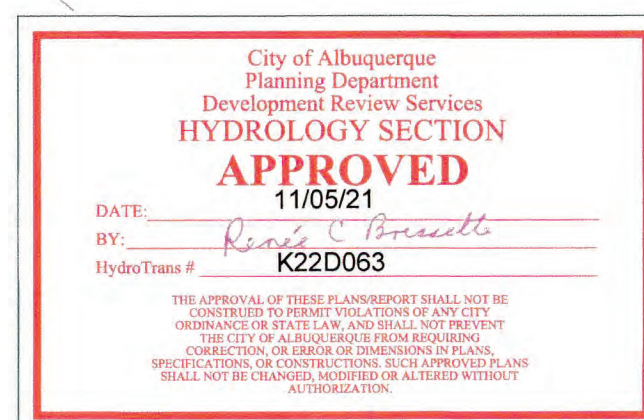 City of Albuquerque
Planning Department
Development Review Services
HYDROLOGY SECTION
APPROVED
DATE: 11/05/21
BY: Renée C Brissette
HydroTrans # K22D063
THE APPROVAL OF THESE PLANS/REPORT SHALL NOT BE
CONSTRUED TO PERMIT VIOLATIONS OF ANY CITY
ORDINANCE OR STATE LAW, AND SHALL NOT PREVENT
THE CITY OF ALBUQUERQUE FROM REQUIRING
CORRECTION, OR ERROR OR DIMENSIONS IN PLANS,
SPECIFICATIONS, OR CONSTRUCTIONS. SUCH APPROVED PLANS
SHALL NOT BE CHANGED, MODIFIED OR ALTERED WITHOUT
AUTHORIZATION.